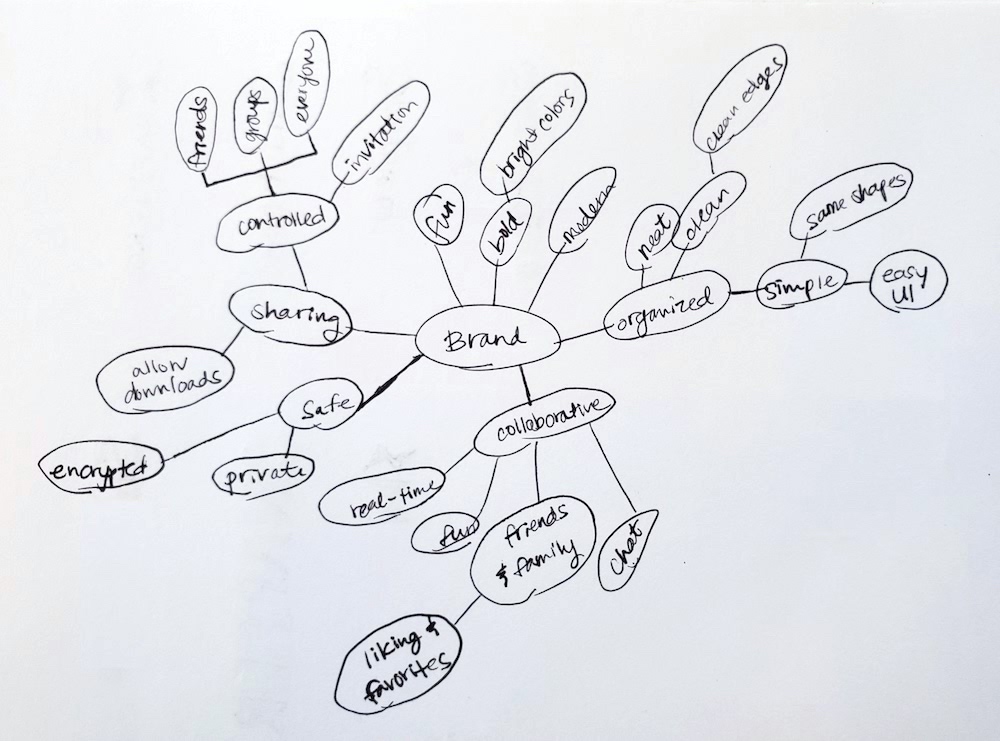 everyone
friends
groups
invitation
controlled
sharing
allow
downloads
fun
bright colors
bold
modern
Brand
clean edges
neat
clean
organized
same shapes
simple
easy
UI
safe
encrypted
private
collaborative
real-time
fun
friends
& family
chat
liking &
favorites